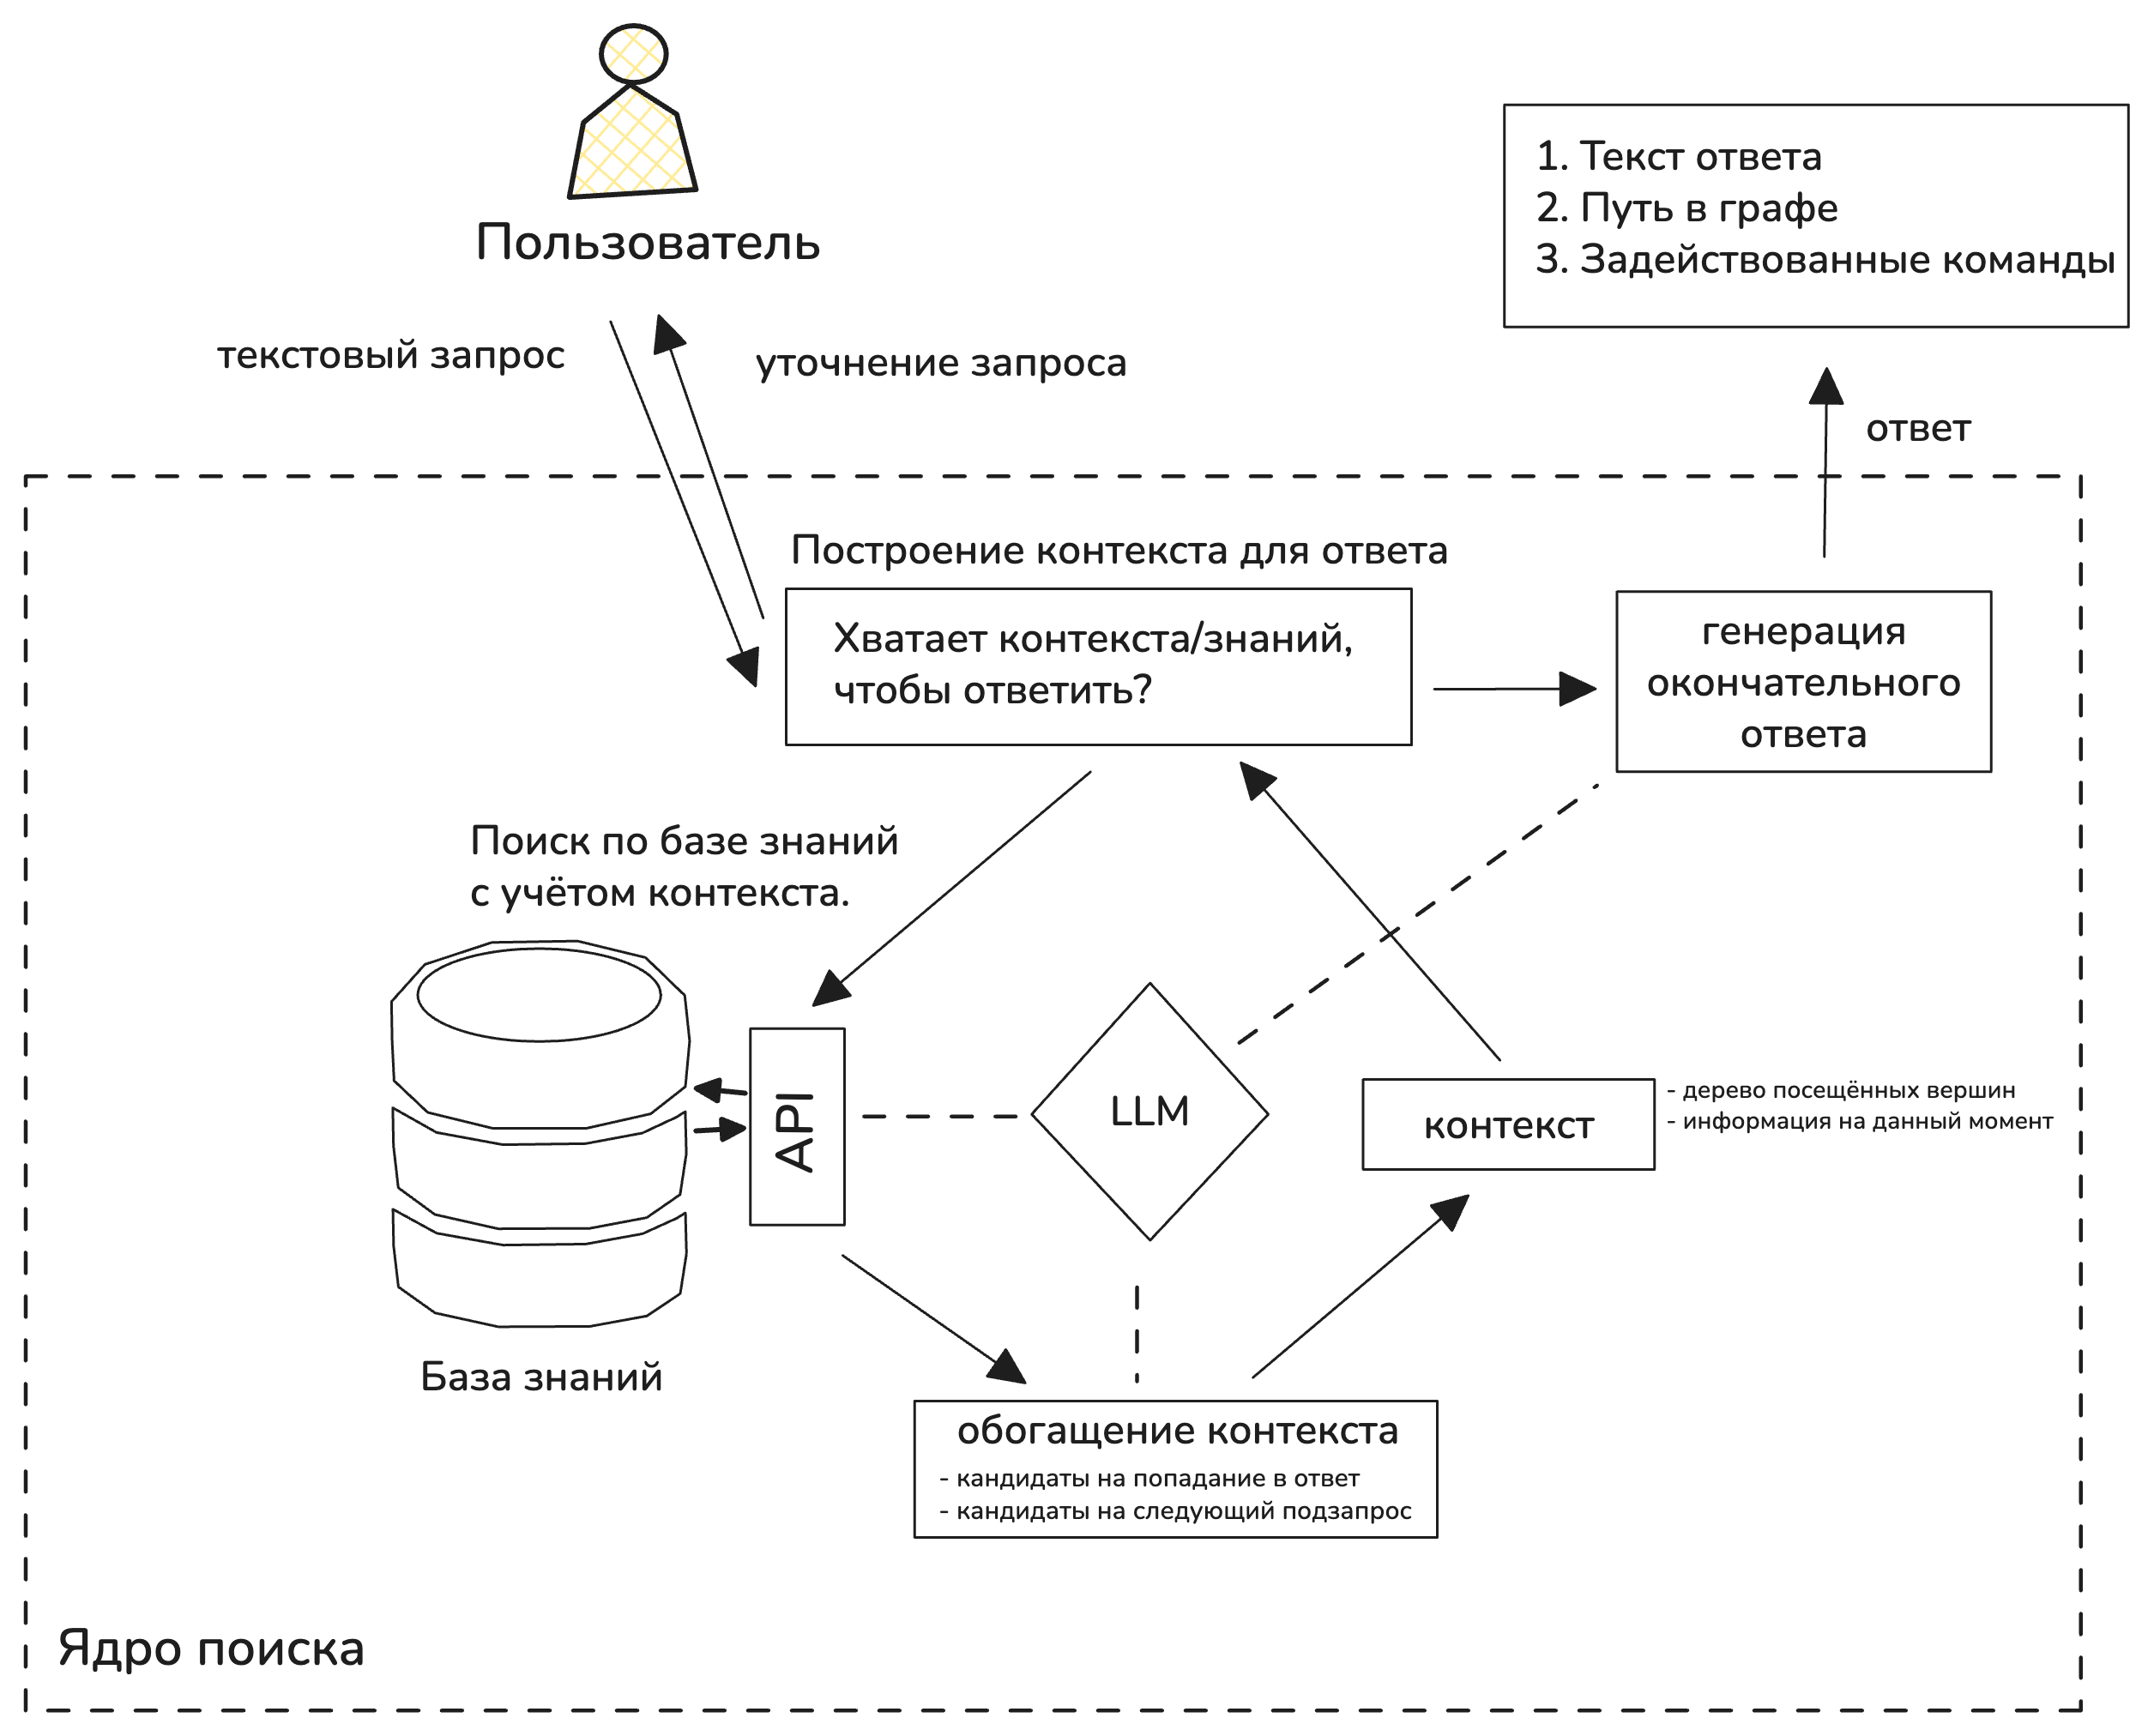 Пользователь
1. Текст ответа
2. Путь в графе
3. Задействованные команды
текстовый запрос
уточнение запроса
ответ
Построение контекста для ответа
Хватает контекста/знаний,
чтобы ответить?
генерация
окончательного
ответа
Поиск по базе знаний
с учётом контекста.
API
LLM
контекст
- дерево посещённых вершин
- информация на данный момент
База знаний
обогащение контекста
- кандидаты на попадание в ответ
- кандидаты на следующий подзапрос
Ядро поиска